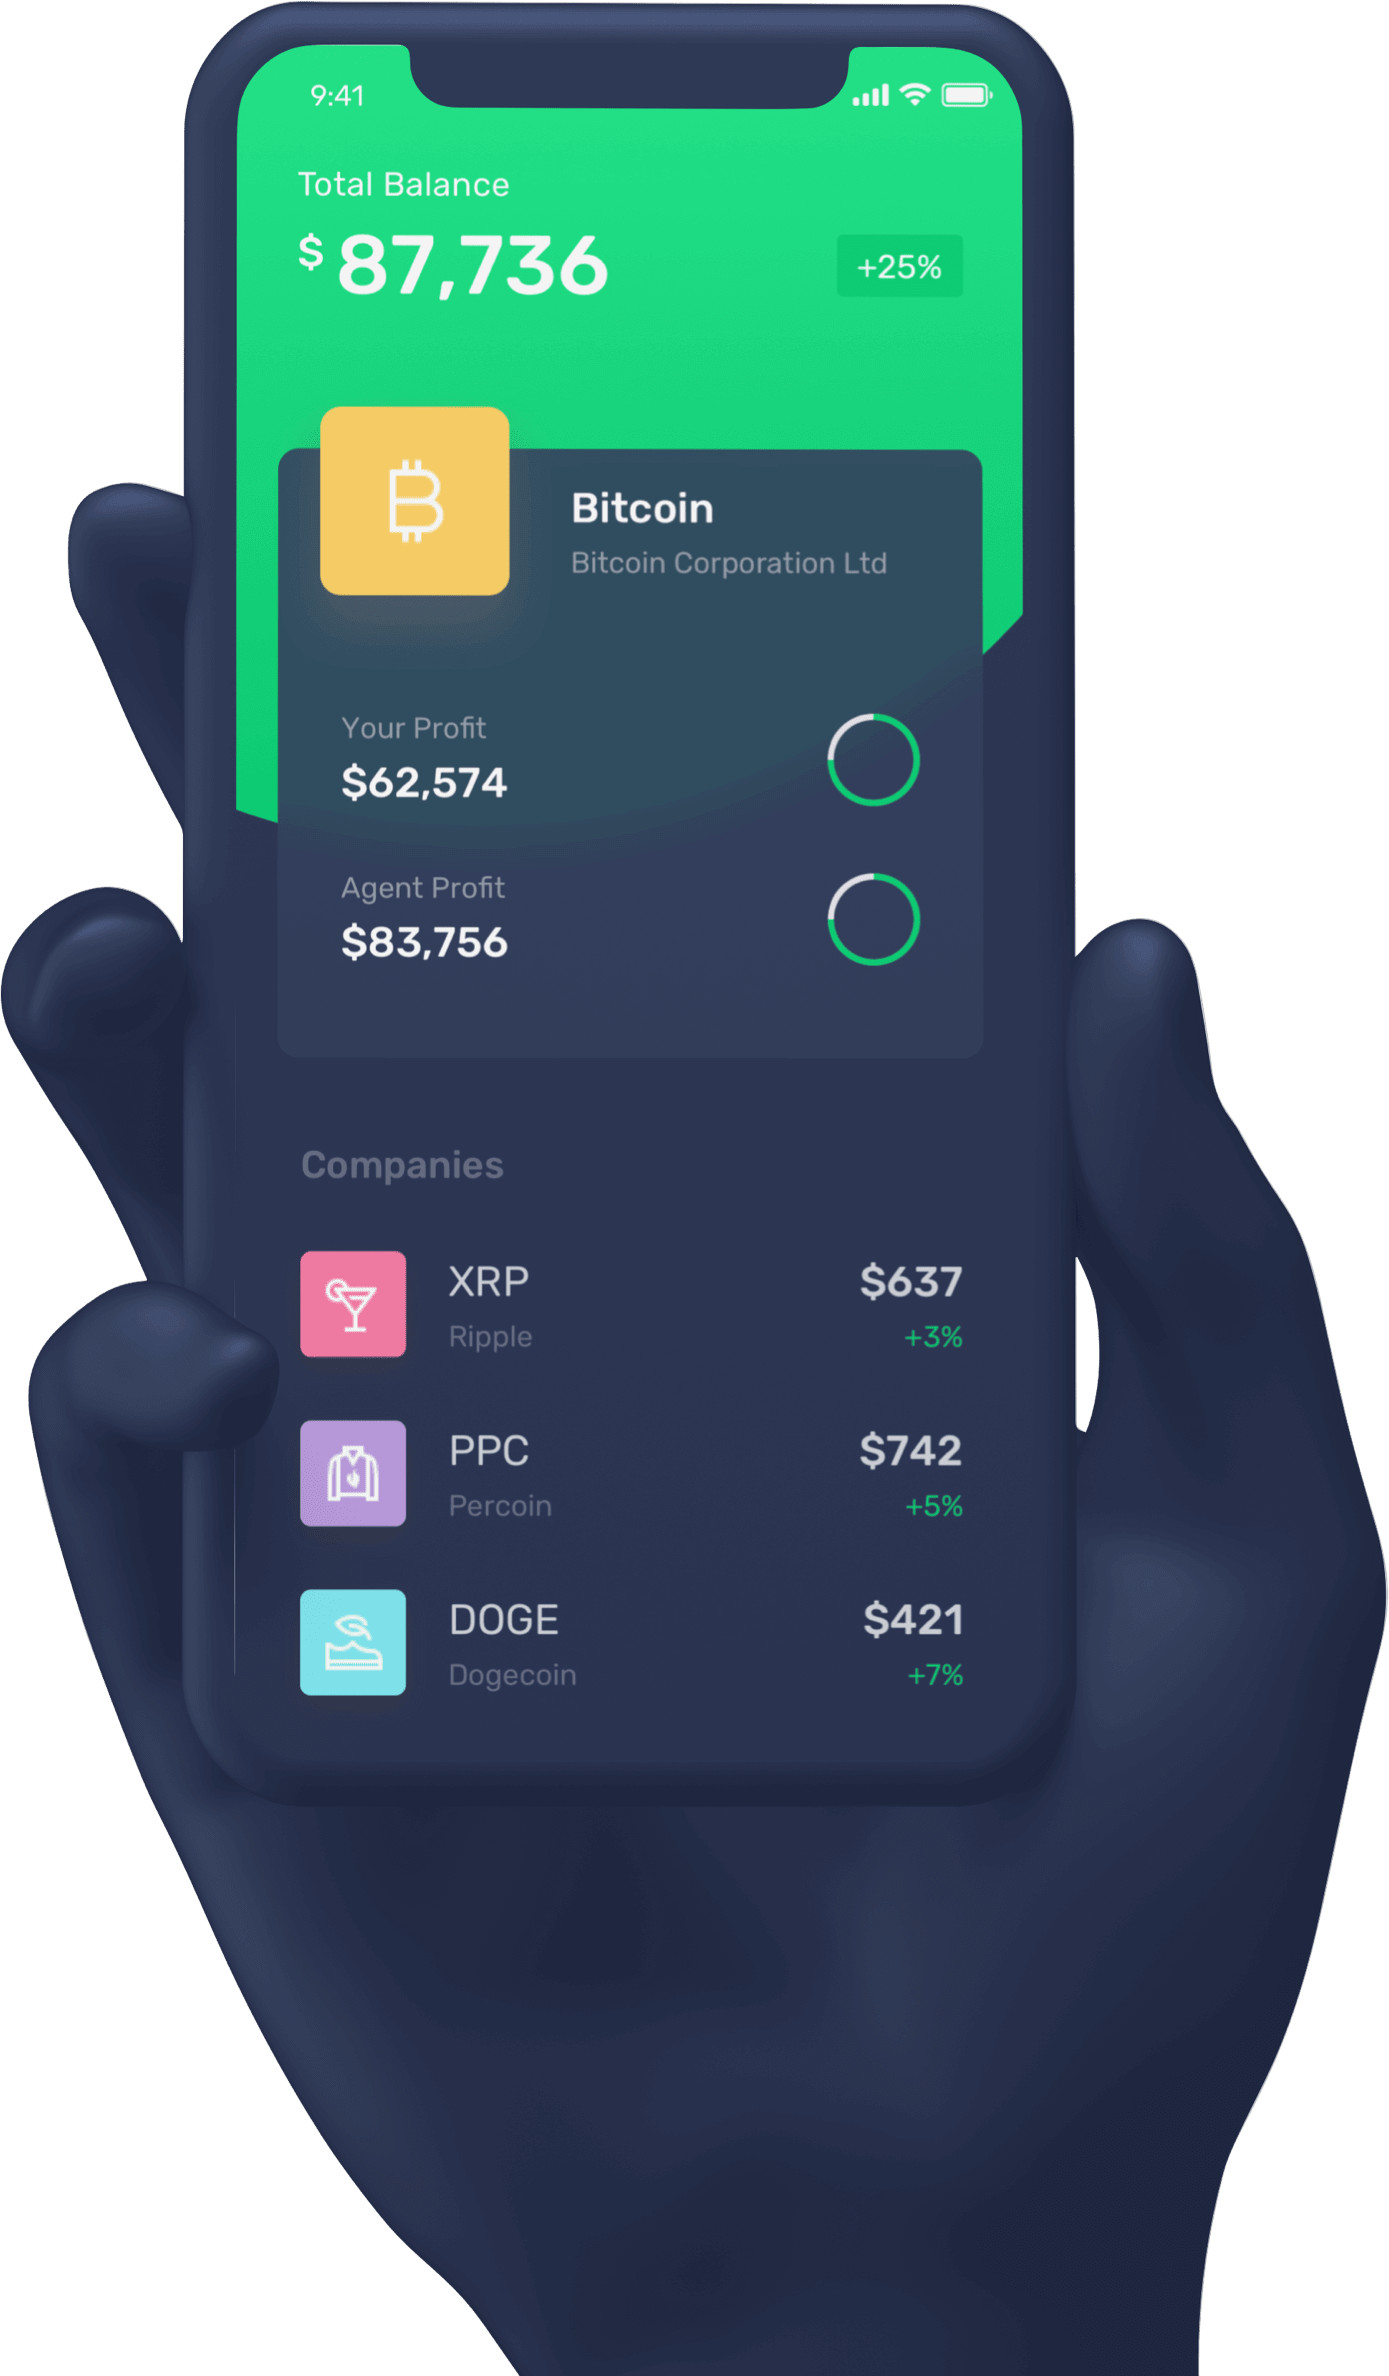 9:41
Total Balance
$87,736
+25%
Bitcoin
Bitcoin Corporation Ltd
Your Profit
$62,574
Agent Profit
$83,756
Companies
XRP
$637
Ripple
+3%
PPC
$742
Percoin
+5%
DOGE
$421
Dogecoin
+7%